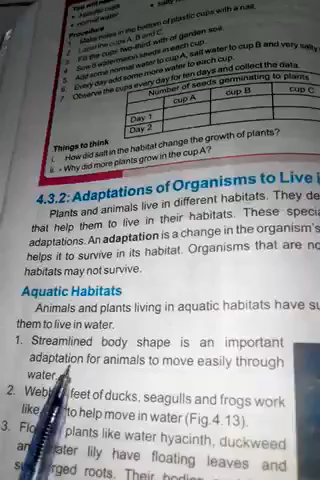 You will need
• plastic cups
• normal water
Procedure
1. Make holes in the bottom of plastic cups with a nail.
2. Label the cups A, B and C.
3. Fill the cups two-third with garden soil.
4. Sow 8 watermelon seeds in each cup.
5. Add some normal water to cup A, salt water to cup B and very salty
6. Every day add some more water to each cup.
7. Observe the cups every day for ten days and collect the data.
Number of seeds germinating to plants
cup A cup B cup C
Day 1
Day 2
Things to think
i. How did salt in the habitat change the growth of plants?
ii. • Why did more plants grow in the cup A?
4.3.2: Adaptations of Organisms to Live i
Plants and animals live in different habitats. They de
that help them to live in their habitats. These specia
adaptations. An adaptation is a change in the organism's
helps it to survive in its habitat. Organisms that are no
habitats may not survive.
Aquatic Habitats
Animals and plants living in aquatic habitats have su
them to live in water.
1. Streamlined body shape is an important
adaptation for animals to move easily through
water
2. feet of ducks, seagulls and frogs work
like to help move in water (Fig.4.13).
3. plants like water hyacinth, duckweed
lily have floating leaves and
roots. Their bodies